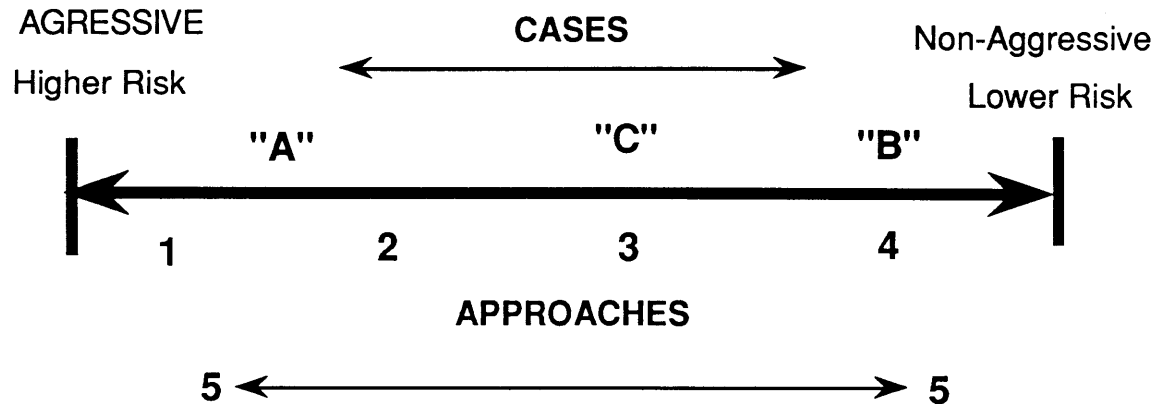 AGRESSIVE
Higher Risk
CASES
Non-Aggressive
Lower Risk
"A" "C" "B"
1 2 3 4
APPROACHES
5 5